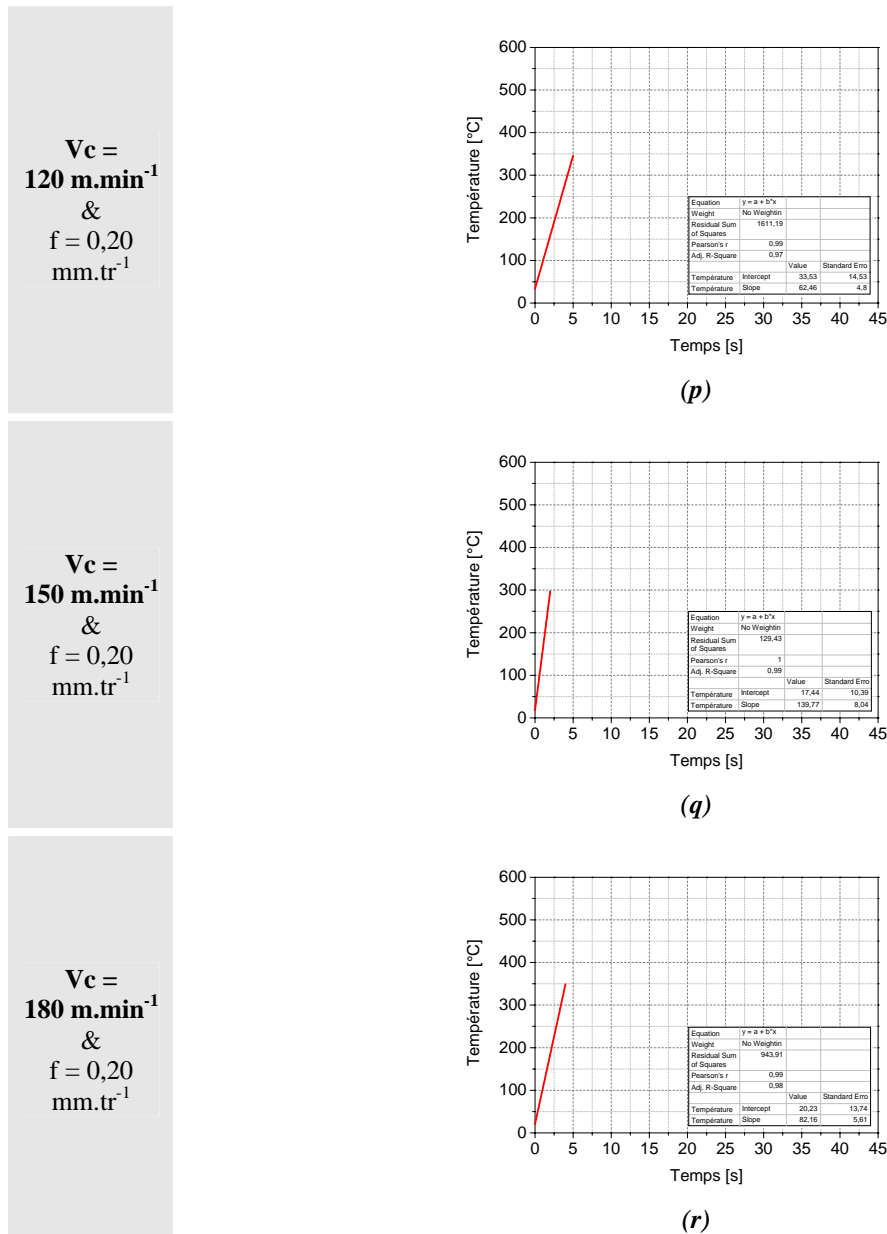 Vc =
120 m.min-1
&
f = 0,20
mm.tr-1
600
500
400
300
200
100
0
Température [°C]
Equation y = a + b*x
Weight No Weightin
Residual Sum of Squares 1611,19
Pearson's r 0,99
Adj. R-Square 0,97
Value Standard Erro
Température Intercept 33,53 14,53
Température Slope 62,46 4,8
0 5 10 15 20 25 30 35 40 45
Temps [s]
(p)
Vc =
150 m.min-1
&
f = 0,20
mm.tr-1
600
500
400
300
200
100
0
Température [°C]
Equation y = a + b*x
Weight No Weightin
Residual Sum of Squares 129,43
Pearson's r 1
Adj. R-Square 0,99
Value Standard Erro
Température Intercept 17,44 10,39
Température Slope 139,77 8,04
0 5 10 15 20 25 30 35 40 45
Temps [s]
(q)
Vc =
180 m.min-1
&
f = 0,20
mm.tr-1
600
500
400
300
200
100
0
Température [°C]
Equation y = a + b*x
Weight No Weightin
Residual Sum of Squares 943,91
Pearson's r 0,99
Adj. R-Square 0,98
Value Standard Erro
Température Intercept 20,23 13,74
Température Slope 82,16 5,61
0 5 10 15 20 25 30 35 40 45
Temps [s]
(r)